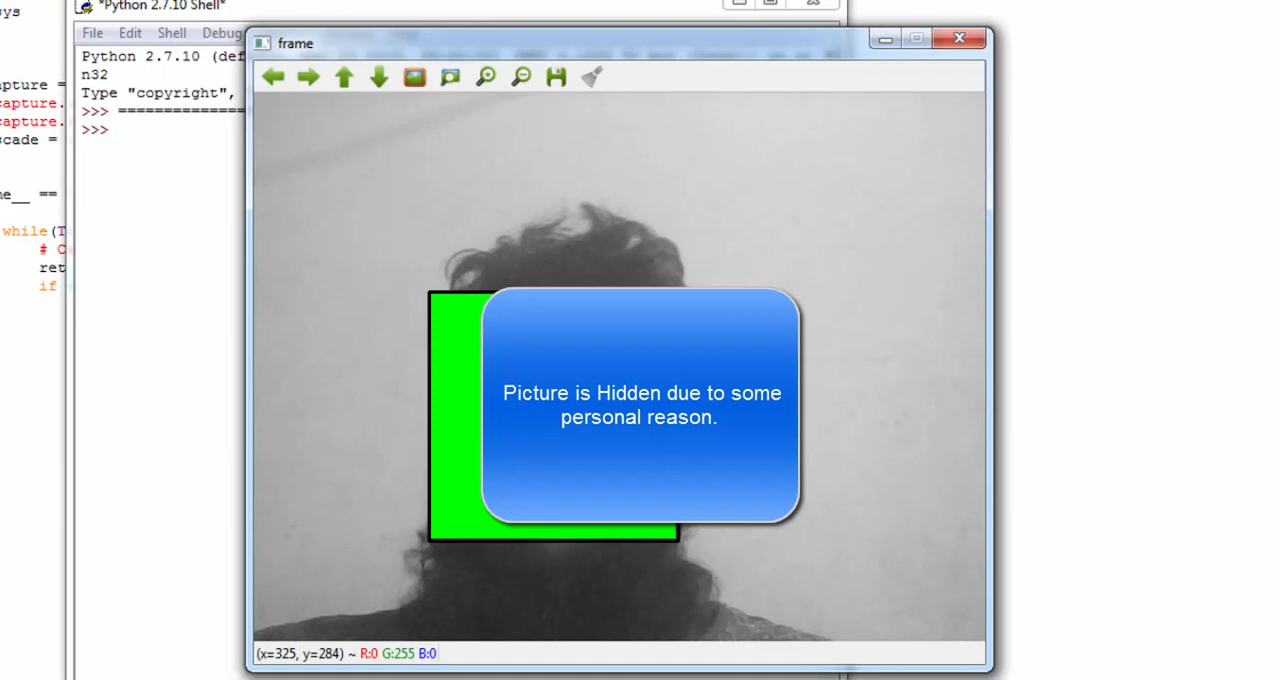 *Python 2.7.10 Shell*
sys
File Edit Shell Debug
frame
Python 2.7.10 (def
n32
Type "copyright",
>>> ================
>>>
apture =
capture.
capture.
scade =
me__ ==
while(T
ret
if
Picture is Hidden due to some
personal reason.
(x=325, y=284) ~ R:0 G:255 B:0